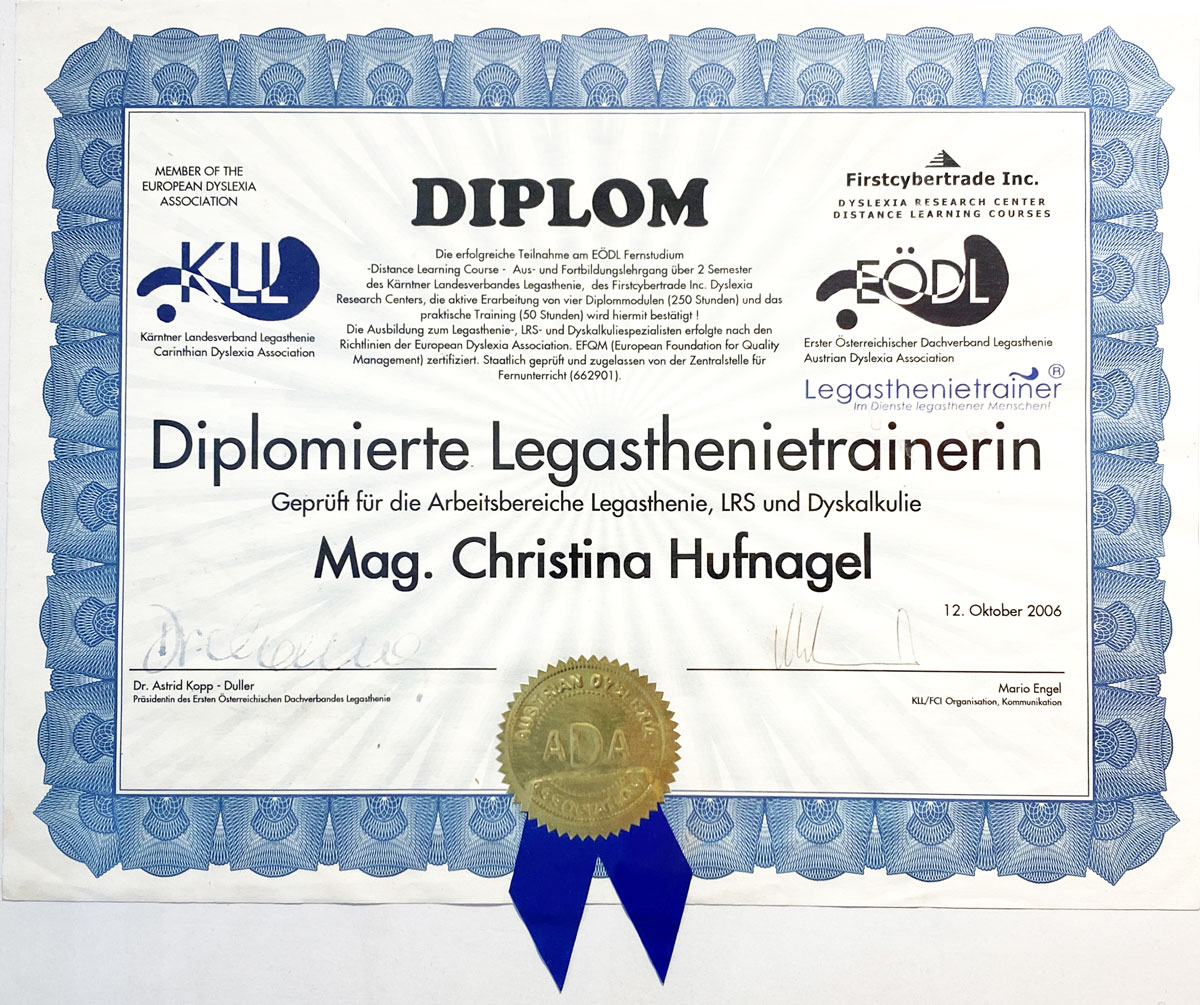 MEMBER OF THE
EUROPEAN DYSLEXIA
ASSOCIATION
KLL
Kärntner Landesverband Legasthenie
Carinthian Dyslexia Association
DIPLOM
Die erfolgreiche Teilnahme am EÖDL Fernstudium
-Distance Learning Course - Aus- und Fortbildungslehrgang über 2 Semester
des Kärntner Landesverbandes Legasthenie, des Firstcybertrade Inc. Dyslexia
Research Centers, die aktive Erarbeitung von vier Diplommodulen (250 Stunden) und das
praktische Training (50 Stunden) wird hiermit bestätigt !
Die Ausbildung zum Legasthenie-, LRS- und Dyskalkuliespezialisten erfolgte nach den
Richtlinien der European Dyslexia Association. EFQM (European Foundation for Quality
Management) zertifiziert. Staatlich geprüft und zugelassen von der Zentralstelle für
Fernunterricht (662901).
Firstcybertrade Inc.
DYSLEXIA RESEARCH CENTER
DISTANCE LEARNING COURSES
EÖDL
Erster Österreichischer Dachverband Legasthenie
Austrian Dyslexia Association
Legasthenietrainer ®
Im Dienste legasthener Menschen!
Diplomierte Legasthenietrainerin
Geprüft für die Arbeitsbereiche Legasthenie, LRS und Dyskalkulie
Mag. Christina Hufnagel
12. Oktober 2006
Dr. Astrid Kopp - Duller
Präsidentin des Ersten Österreichischen Dachverbandes Legasthenie
Mario Engel
KLL/FCI Organisation, Kommunikation
AUSTRIAN DYSLEXIA
ADA
ASSOCIATION